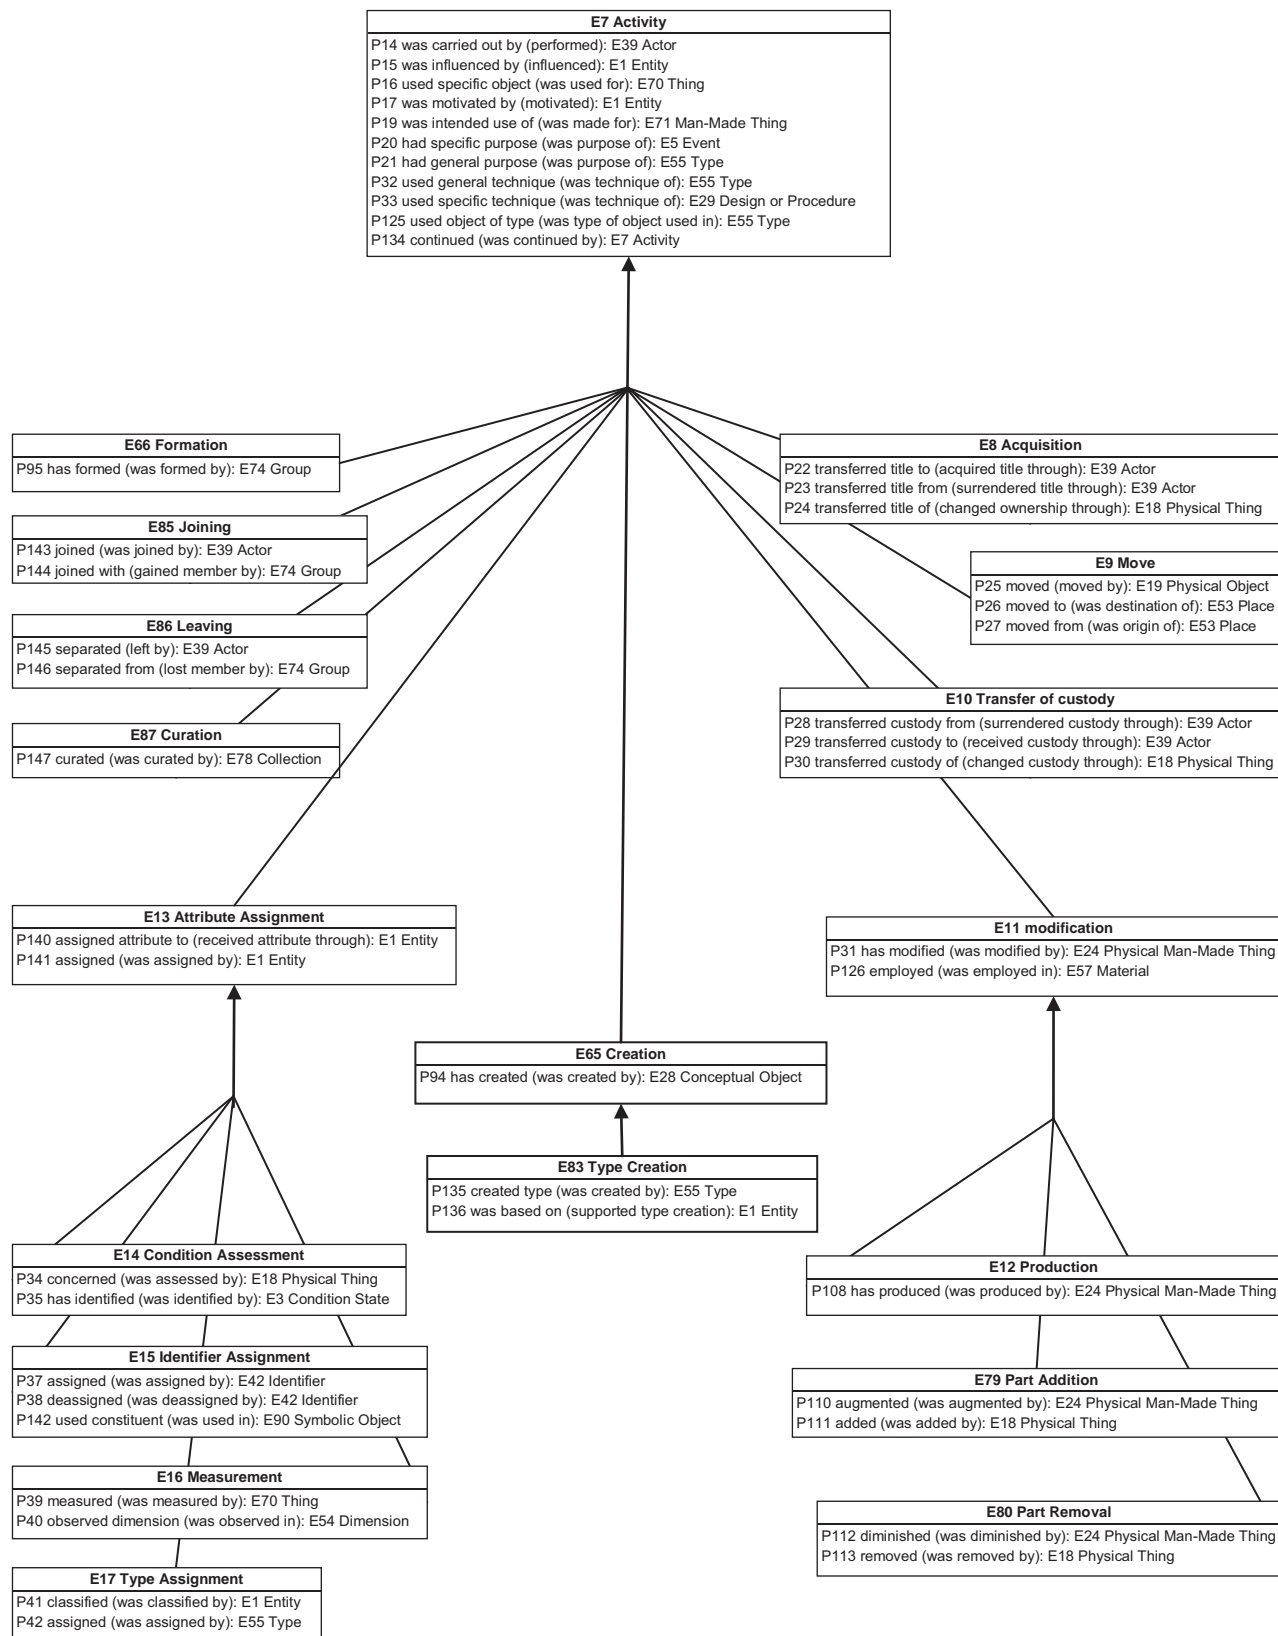 E7 Activity
P14 was carried out by (performed): E39 Actor
P15 was influenced by (influenced): E1 Entity
P16 used specific object (was used for): E70 Thing
P17 was motivated by (motivated): E1 Entity
P19 was intended use of (was made for): E71 Man-Made Thing
P20 had specific purpose (was purpose of): E5 Event
P21 had general purpose (was purpose of): E55 Type
P32 used general technique (was technique of): E55 Type
P33 used specific technique (was technique of): E29 Design or Procedure
P125 used object of type (was type of object used in): E55 Type
P134 continued (was continued by): E7 Activity
E66 Formation
P95 has formed (was formed by): E74 Group
E85 Joining
P143 joined (was joined by): E39 Actor
P144 joined with (gained member by): E74 Group
E86 Leaving
P145 separated (left by): E39 Actor
P146 separated from (lost member by): E74 Group
E87 Curation
P147 curated (was curated by): E78 Collection
E8 Acquisition
P22 transferred title to (acquired title through): E39 Actor
P23 transferred title from (surrendered title through): E39 Actor
P24 transferred title of (changed ownership through): E18 Physical Thing
E9 Move
P25 moved (moved by): E19 Physical Object
P26 moved to (was destination of): E53 Place
P27 moved from (was origin of): E53 Place
E10 Transfer of custody
P28 transferred custody from (surrendered custody through): E39 Actor
P29 transferred custody to (received custody through): E39 Actor
P30 transferred custody of (changed custody through): E18 Physical Thing
E13 Attribute Assignment
P140 assigned attribute to (received attribute through): E1 Entity
P141 assigned (was assigned by): E1 Entity
E11 modification
P31 has modified (was modified by): E24 Physical Man-Made Thing
P126 employed (was employed in): E57 Material
E65 Creation
P94 has created (was created by): E28 Conceptual Object
E83 Type Creation
P135 created type (was created by): E55 Type
P136 was based on (supported type creation): E1 Entity
E14 Condition Assessment
P34 concerned (was assessed by): E18 Physical Thing
P35 has identified (was identified by): E3 Condition State
E15 Identifier Assignment
P37 assigned (was assigned by): E42 Identifier
P38 deassigned (was deassigned by): E42 Identifier
P142 used constituent (was used in): E90 Symbolic Object
E16 Measurement
P39 measured (was measured by): E70 Thing
P40 observed dimension (was observed in): E54 Dimension
E17 Type Assignment
P41 classified (was classified by): E1 Entity
P42 assigned (was assigned by): E55 Type
E12 Production
P108 has produced (was produced by): E24 Physical Man-Made Thing
E79 Part Addition
P110 augmented (was augmented by): E24 Physical Man-Made Thing
P111 added (was added by): E18 Physical Thing
E80 Part Removal
P112 diminished (was diminished by): E24 Physical Man-Made Thing
P113 removed (was removed by): E18 Physical Thing